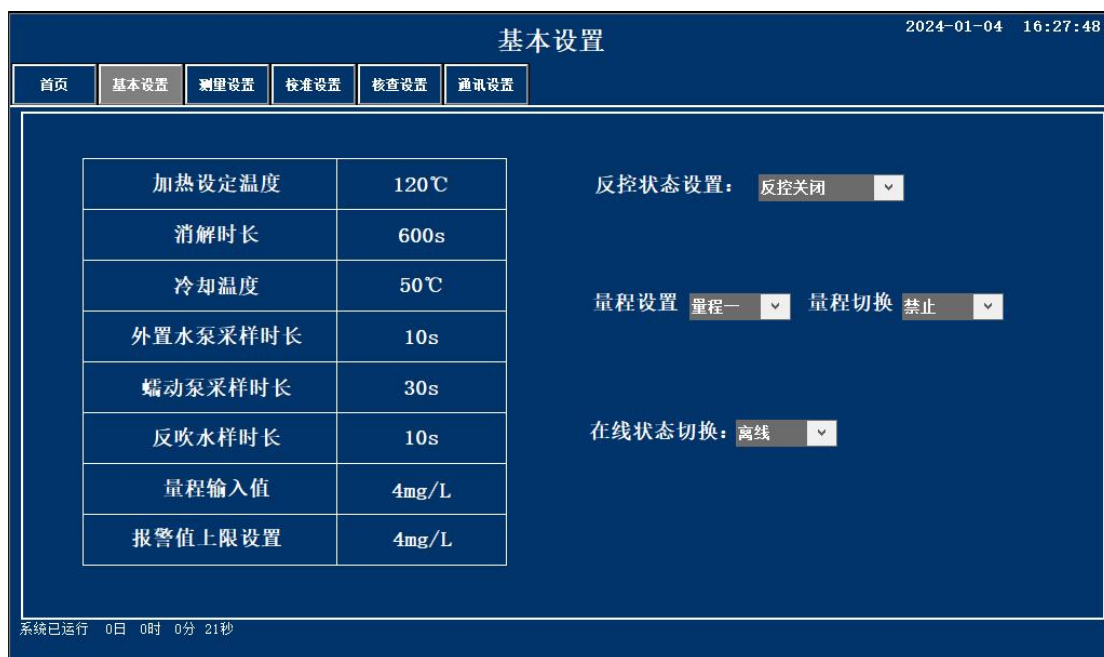 基本设置
2024-01-04 16:27:48
首页 基本设置 测量设置 校准设置 核查设置 通讯设置
加热设定温度 120℃
消解时长 600s
冷却温度 50℃
外置水泵采样时长 10s
蠕动泵采样时长 30s
反吹水样时长 10s
量程输入值 4mg/L
报警值上限设置 4mg/L
反控状态设置： 反控关闭
量程设置 量程一 量程切换 禁止
在线状态切换： 离线
系统已运行 0日 0时 0分 21秒